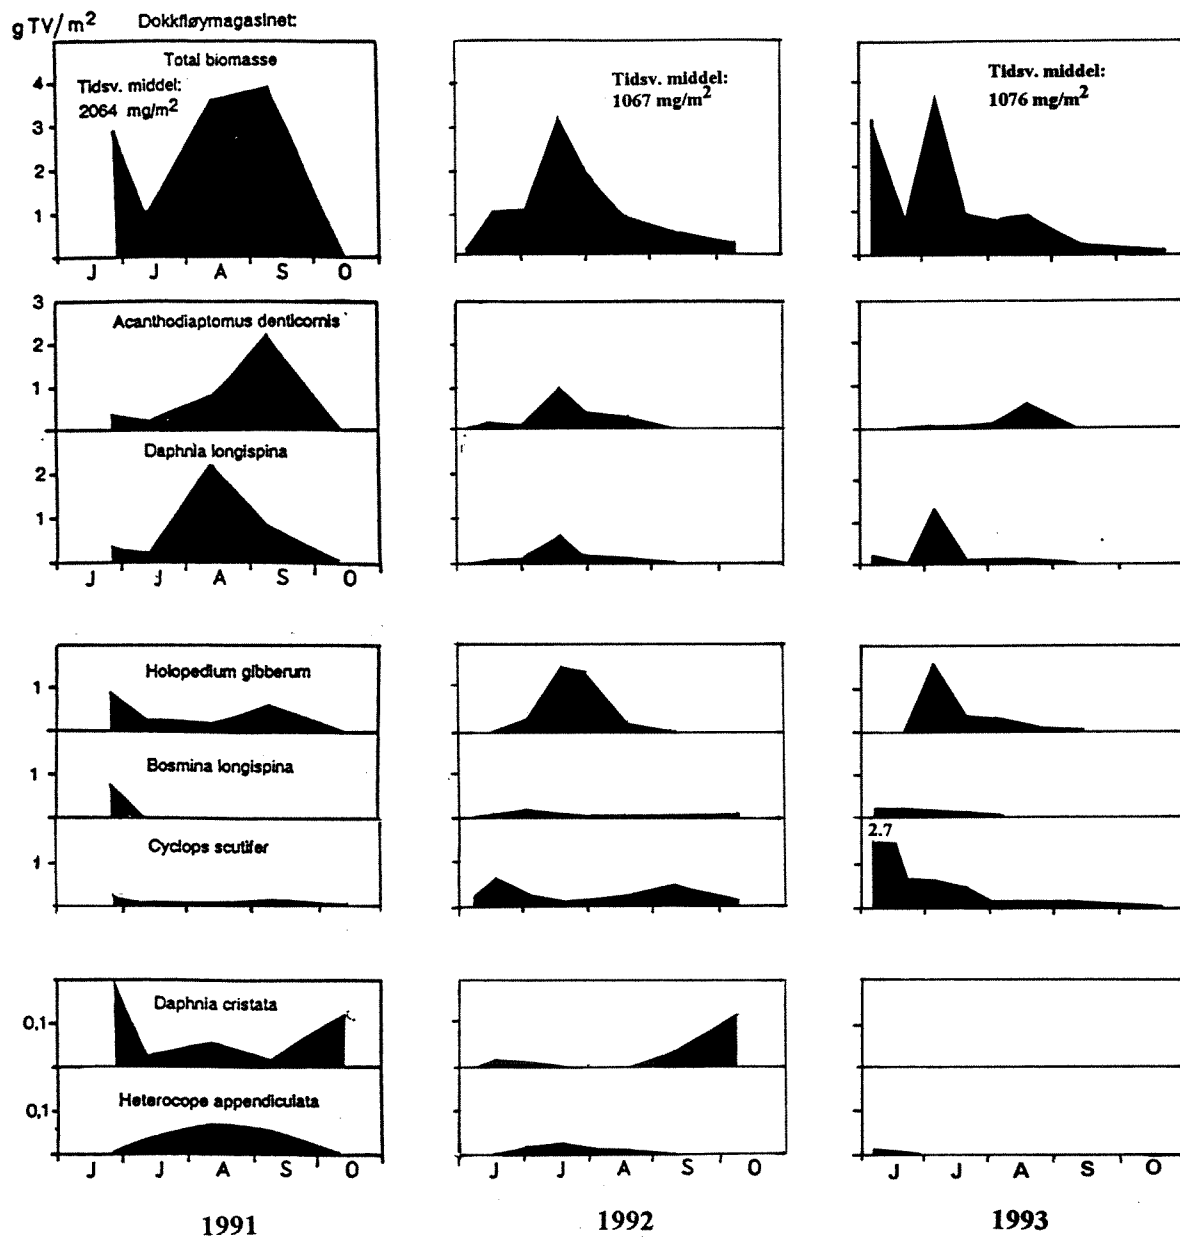 g TV/m² Dokkfløymagasinet:
Total biomasse
Tidsv. middel:
2064 mg/m²
Tidsv. middel:
1067 mg/m²
Tidsv. middel:
1076 mg/m²
4
3
2
1
J J A S O
3
Acanthodiaptomus denticornis
2
1
Daphnia longispina
2
1
J J A S O
Holopedium gibberum
1
Bosmina longispina
1
Cyclops scutifer
2.7
1
Daphnia cristata
0,1
Heterocope appendiculata
0,1
J J A S O J J A S O J J A S O
1991 1992 1993